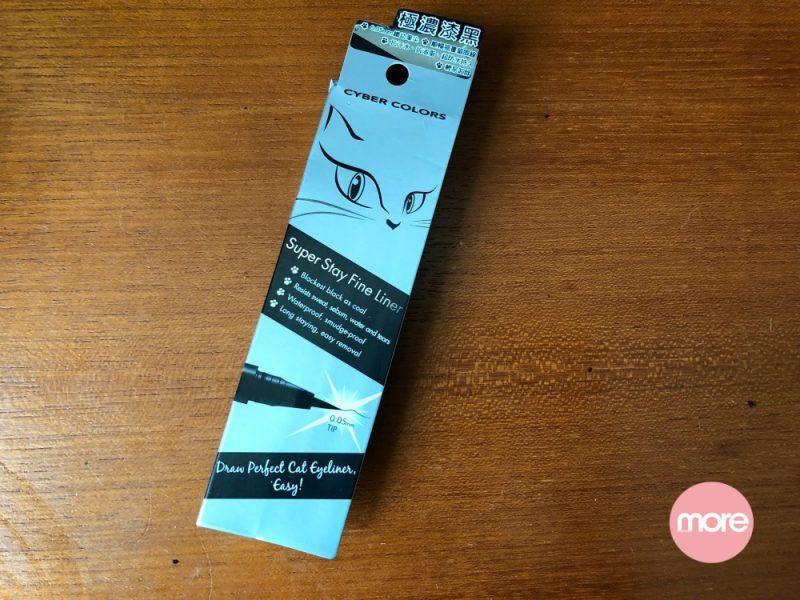 極濃漆黑
CYBER COLORS
Super Stay Fine Liner
Blackest black as coal
Resists sweat, sebum, water and tears
Waterproof, smudge-proof
Long staying, easy removal
0.05mm
TIP
Draw Perfect Cat Eyeliner,
Easy!
more